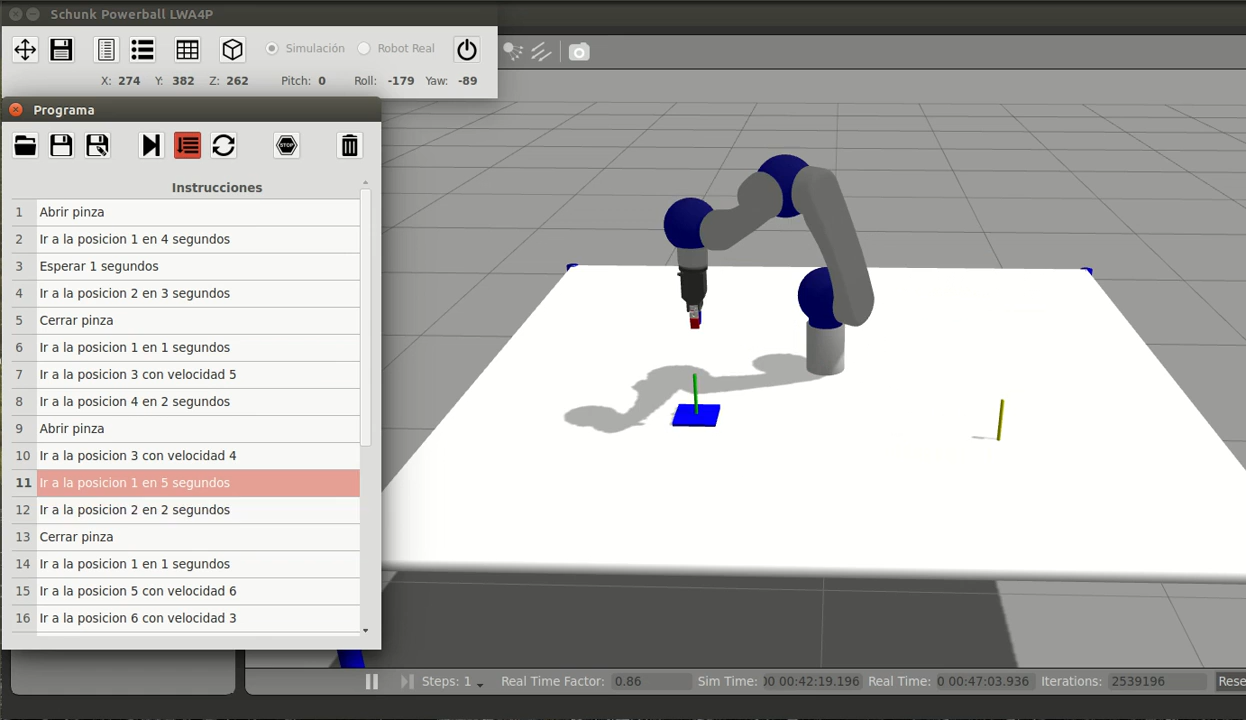 Schunk Powerball LWA4P
Simulación Robot Real
X: 274 Y: 382 Z: 262 Pitch: 0 Roll: -179 Yaw: -89
Programa
STOP
Instrucciones
1 Abrir pinza
2 Ir a la posicion 1 en 4 segundos
3 Esperar 1 segundos
4 Ir a la posicion 2 en 3 segundos
5 Cerrar pinza
6 Ir a la posicion 1 en 1 segundos
7 Ir a la posicion 3 con velocidad 5
8 Ir a la posicion 4 en 2 segundos
9 Abrir pinza
10 Ir a la posicion 3 con velocidad 4
11 Ir a la posicion 1 en 5 segundos
12 Ir a la posicion 2 en 2 segundos
13 Cerrar pinza
14 Ir a la posicion 1 en 1 segundos
15 Ir a la posicion 5 con velocidad 6
16 Ir a la posicion 6 con velocidad 3
Steps: 1 Real Time Factor: 0.86 Sim Time: 00 00:42:19.196 Real Time: 0 00:47:03.936 Iterations: 2539196 Rese